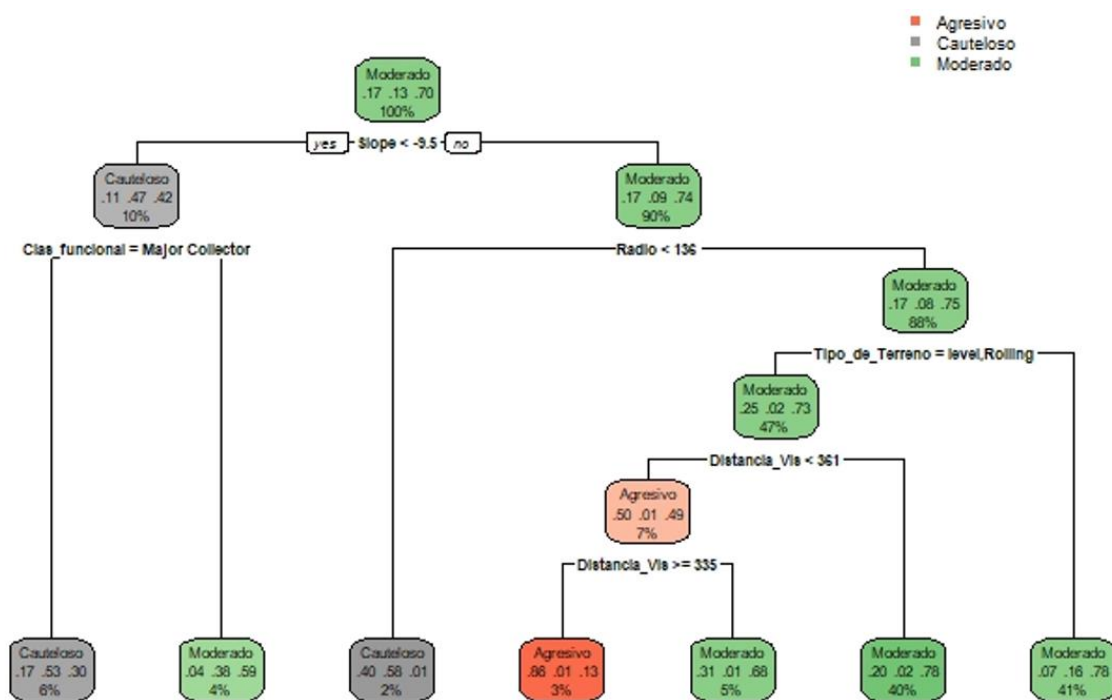 Agresivo
Cauteloso
Moderado
Moderado
.17 .13 .70
100%
yes Slope < -9.5 no
Cauteloso
.11 .47 .42
10%
Moderado
.17 .09 .74
90%
Clas_funcional = Major Collector
Radio < 136
Moderado
.17 .08 .75
88%
Tipo_de_Terreno = level,Rolling
Moderado
.25 .02 .73
47%
Distancia_Vis < 361
Agresivo
.50 .01 .49
7%
Distancia_Vis >= 335
Cauteloso
.17 .53 .30
6%
Moderado
.04 .38 .59
4%
Cauteloso
.40 .58 .01
2%
Agresivo
.86 .01 .13
3%
Moderado
.31 .01 .68
5%
Moderado
.20 .02 .78
40%
Moderado
.07 .16 .78
41%